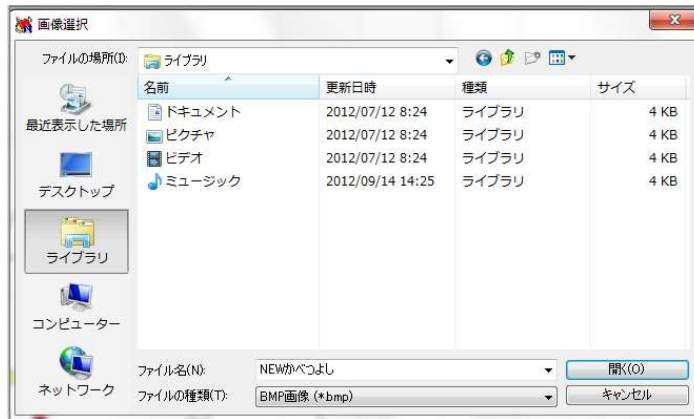 画像選択
ファイルの場所(I):
ライブラリ
最近表示した場所
デスクトップ
ライブラリ
コンピューター
ネットワーク
名前 更新日時 種類 サイズ
ドキュメント 2012/07/12 8:24 ライブラリ 4 KB
ピクチャ 2012/07/12 8:24 ライブラリ 4 KB
ビデオ 2012/07/12 8:24 ライブラリ 4 KB
ミュージック 2012/09/14 14:25 ライブラリ 4 KB
ファイル名(N): NEWかべつよし 開く(O)
ファイルの種類(T): BMP画像 (*bmp) キャンセル